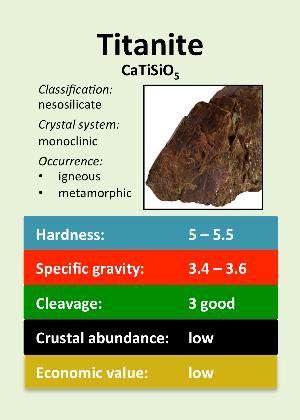 Titanite
CaTiSiO₅
Classification:
nesosilicate
Crystal system:
monoclinic
Occurrence:
• igneous
• metamorphic
Hardness: 5 – 5.5
Specific gravity: 3.4 – 3.6
Cleavage: 3 good
Crustal abundance: low
Economic value: low